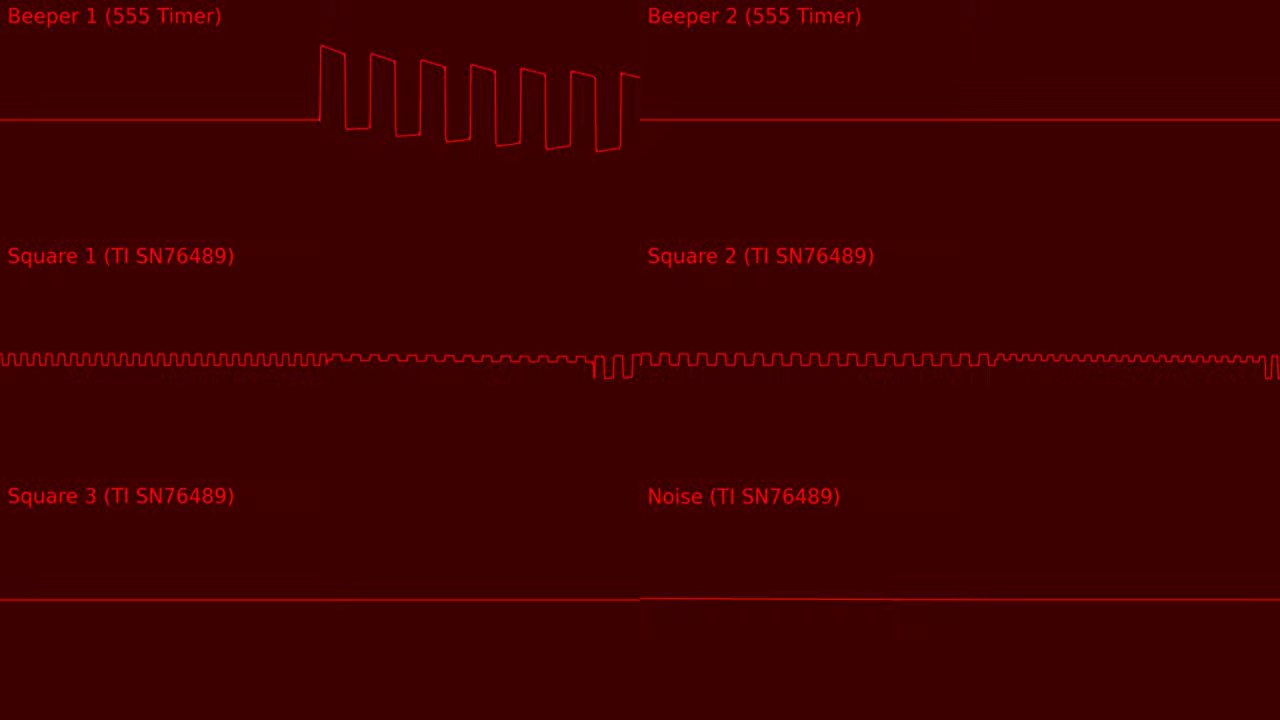 Beeper 1 (555 Timer)
Beeper 2 (555 Timer)
Square 1 (TI SN76489)
Square 2 (TI SN76489)
Square 3 (TI SN76489)
Noise (TI SN76489)